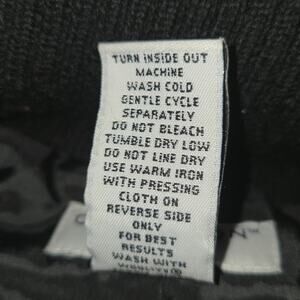 TURN INSIDE OUT
MACHINE
WASH COLD
GENTLE CYCLE
SEPARATELY
DO NOT BLEACH
TUMBLE DRY LOW
DO NOT LINE DRY
USE WARM IRON
WITH PRESSING
CLOTH ON
REVERSE SIDE
ONLY
FOR BEST
RESULTS
WASH WITH